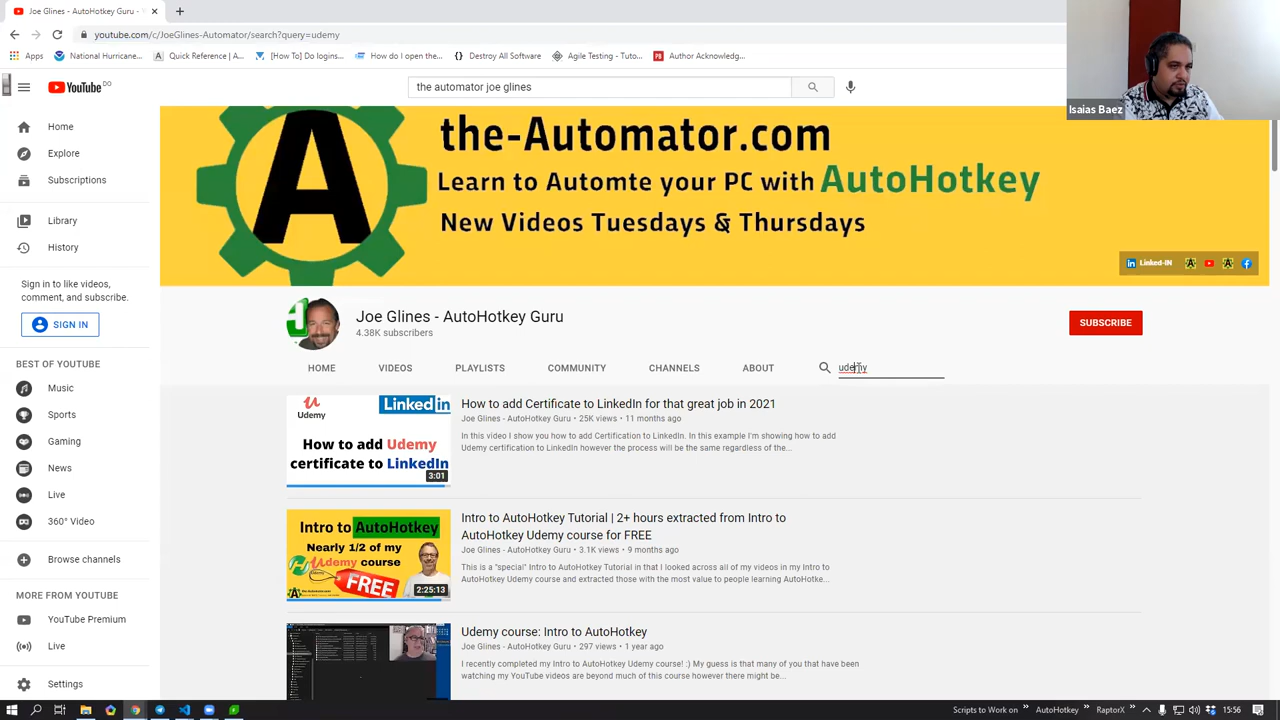 Joe Glines - AutoHotkey Guru -
youtube.com/c/JoeGlines-Automator/search?query=udemy
Apps
National Hurricane...
Quick Reference | A...
[How To] Do logins...
How do I open the...
Destroy All Software
Agile Testing - Tuto...
Author Acknowledg...
YouTube DO
the automator joe glines
Isaias Baez
Home
Explore
Subscriptions
Library
History
Sign in to like videos,
comment, and subscribe.
SIGN IN
BEST OF YOUTUBE
Music
Sports
Gaming
News
Live
360° Video
Browse channels
MORE FROM YOUTUBE
YouTube Premium
Live
Settings
A
the-Automator.com
Learn to Automte your PC with AutoHotkey
New Videos Tuesdays & Thursdays
Linked-IN
Joe Glines - AutoHotkey Guru
4.38K subscribers
SUBSCRIBE
HOME
VIDEOS
PLAYLISTS
COMMUNITY
CHANNELS
ABOUT
udemy
Udemy
Linkedin
How to add Udemy
certificate to LinkedIn
3:01
How to add Certificate to LinkedIn for that great job in 2021
Joe Glines - AutoHotkey Guru • 25K views • 11 months ago
In this video I show you how to add Certification to LinkedIn. In this example I'm showing how to add
Udemy certification to LinkedIn however the process will be the same regardless of the...
Intro to AutoHotkey
Nearly 1/2 of my
Udemy course
FREE
2:25:13
Intro to AutoHotkey Tutorial | 2+ hours extracted from Intro to
AutoHotkey Udemy course for FREE
Joe Glines - AutoHotkey Guru • 3.1K views • 9 months ago
This is a "special" Intro to AutoHotkey Tutorial in that I looked across all of my videos in my Intro to
AutoHotkey Udemy course and extracted those with the most value to people learning AutoHotke...
Udemy course
AutoHotkey Guru • 297 views • 1 year ago
to AutoHotkey Udemy course! :) My guess is that many of you that have been
watching my YouTube videos are beyond much of this course however there might be...
Scripts to Work on
AutoHotkey
RaptorX
15:56